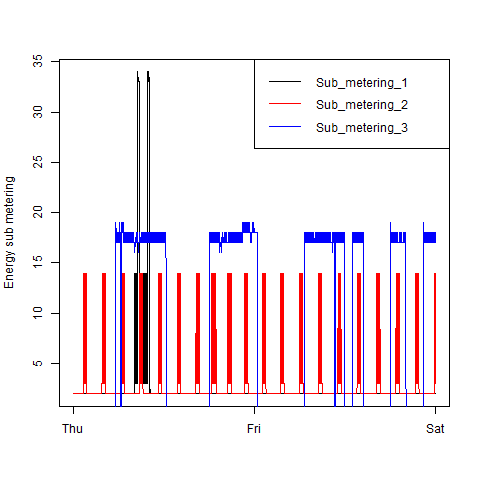 Energy sub metering
35
30
25
20
15
10
5
Sub_metering_1
Sub_metering_2
Sub_metering_3
Thu Fri Sat